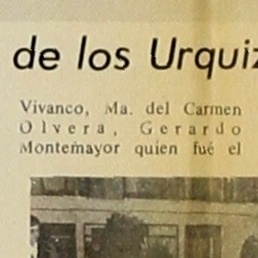 de los Urquiz
Vivanco, Ma. del Carmen
Olvera, Gerardo
Montemayor quien fué el